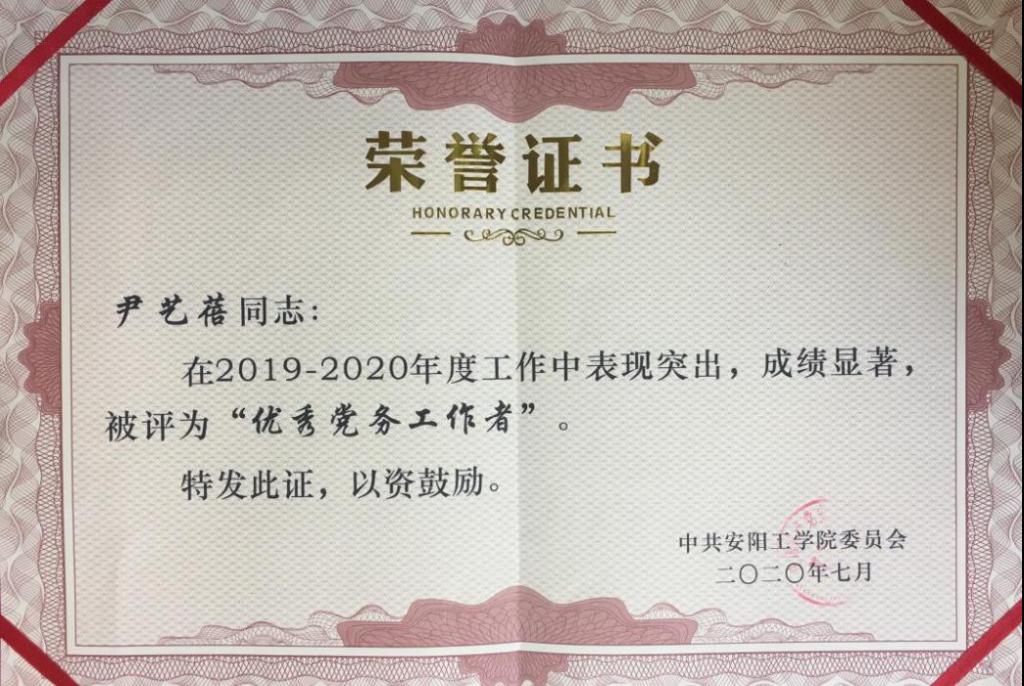 荣誉证书
HONORARY CREDENTIAL
尹艺蓓同志：
在2019-2020年度工作中表现突出，成绩显著，
被评为“优秀党务工作者”。
特发此证，以资鼓励。
中共安阳工学院委员会
二〇二〇年七月